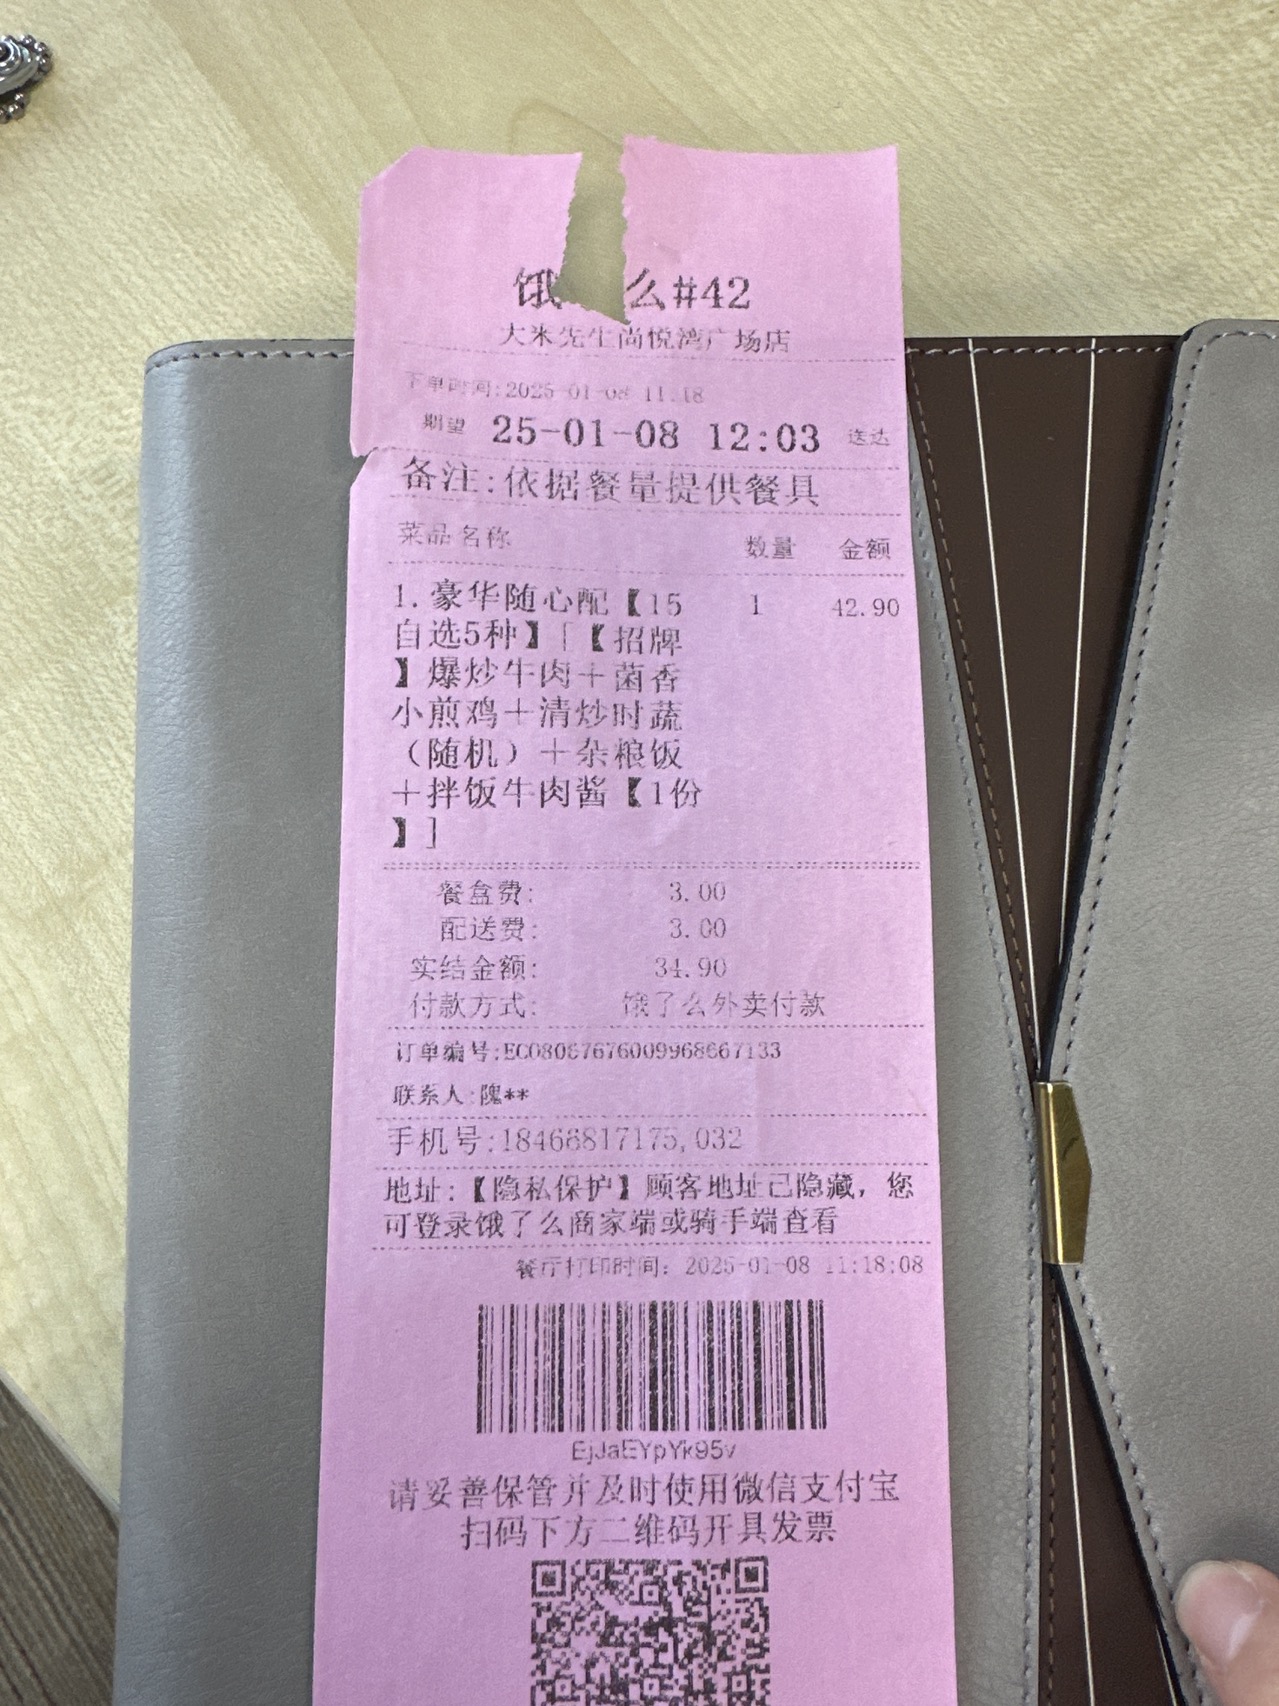 饿 么#42
大米先生尚悦湾广场店
下单时间:2025-01-08 11:18
期望 25-01-08 12:03 送达
备注:依据餐量提供餐具
菜品名称 数量 金额
1.豪华随心配【15 1 42.90
自选5种】[【招牌
】爆炒牛肉+菌香
小煎鸡+清炒时蔬
(随机)+杂粮饭
+拌饭牛肉酱【1份
】]
餐盒费: 3.00
配送费: 3.00
实结金额: 34.90
付款方式: 饿了么外卖付款
订单编号:
联系人:隗**
手机号:18466817175,032
地址:【隐私保护】顾客地址已隐藏，您
可登录饿了么商家端或骑手端查看
餐厅打印时间: 2025-01-08 11:18:08
EjJaEYpYk95v
请妥善保管并及时使用微信支付宝
扫码下方二维码开具发票